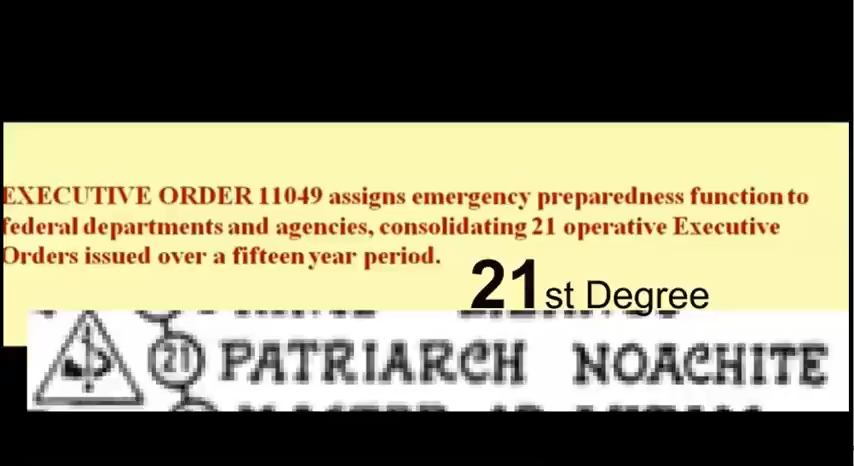 EXECUTIVE ORDER 11049 assigns emergency preparedness function to
federal departments and agencies, consolidating 21 operative Executive
Orders issued over a fifteen year period.
21st Degree
21 PATRIARCH NOACHITE